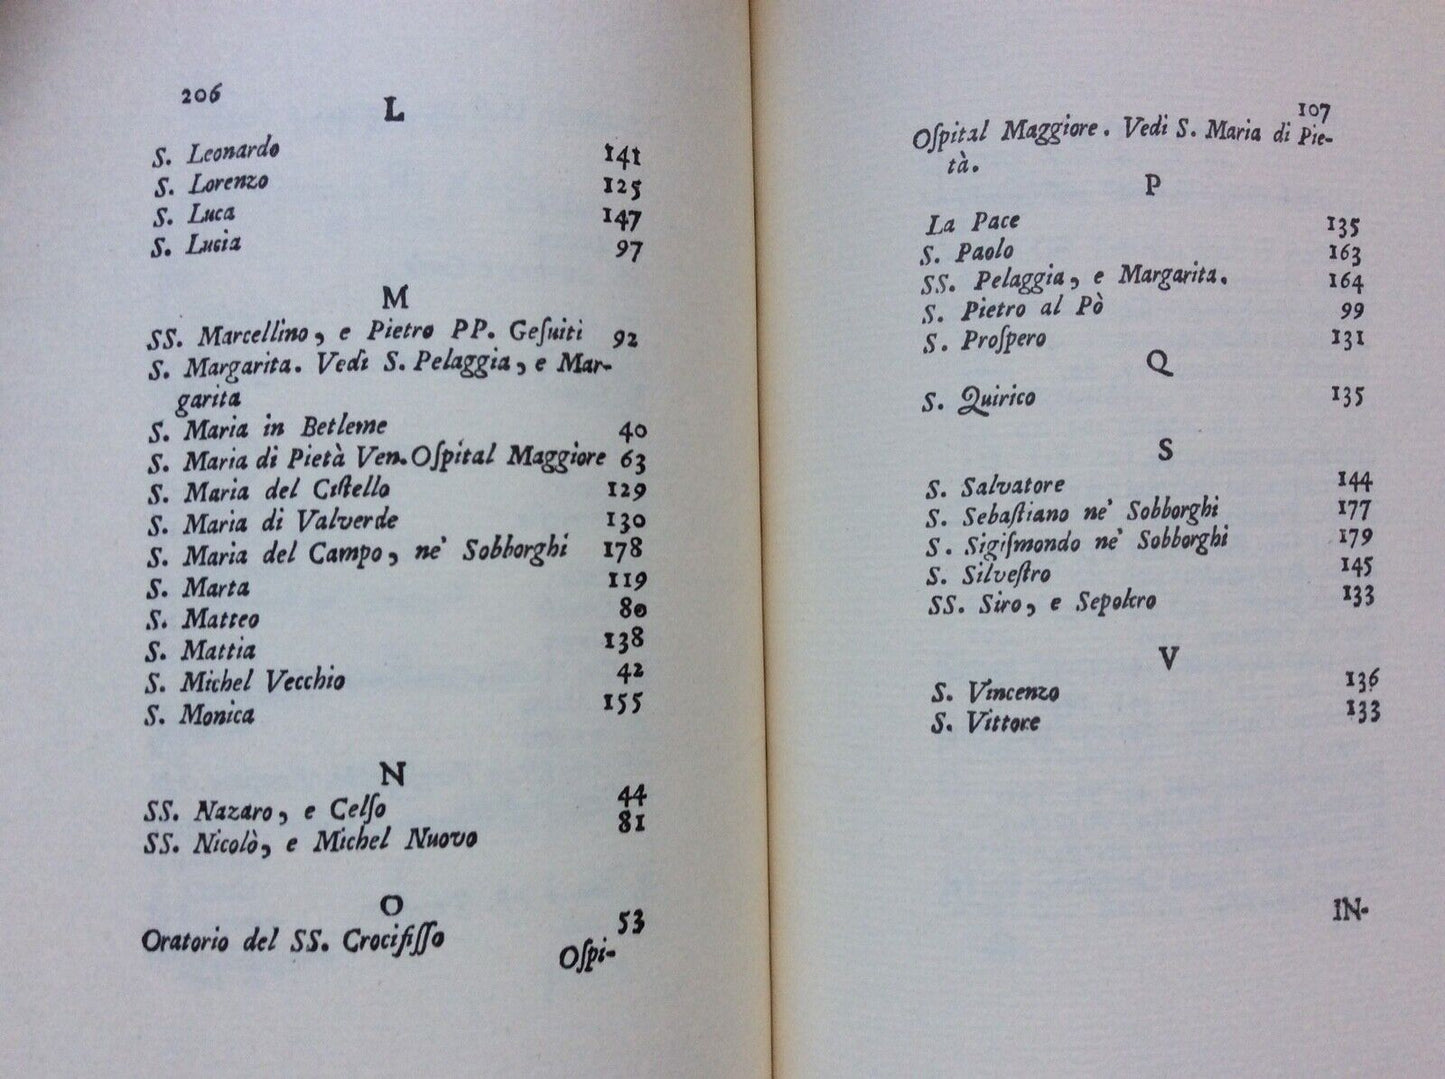 206
L
S. Leonardo 141
S. Lorenzo 125
S. Luca 147
S. Lucia 97
M
SS. Marcellino, e Pietro PP. Geſuiti 92
S. Margarita. Vedi S. Pelaggia, e Mar-
garita
S. Maria in Betleme 40
S. Maria di Pietà Ven. Oſpital Maggiore 63
S. Maria del Ciſtello 129
S. Maria di Valverde 130
S. Maria del Campo, ne' Sobborghi 178
S. Marta 119
S. Matteo 80
S. Mattia 138
S. Michel Vecchio 42
S. Monica 155
N
SS. Nazaro, e Celſo 44
SS. Nicolò, e Michel Nuovo 81
O
Oratorio del SS. Crocifiſſo 53
Oſpi-
107
Oſpital Maggiore. Vedi S. Maria di Pie-
tà.
P
La Pace 135
S. Paolo 163
SS. Pelaggia, e Margarita. 164
S. Pietro al Pò 99
S. Proſpero 131
Q
S. Quirico 135
S
S. Salvatore 144
S. Sebaſtiano ne' Sobborghi 177
S. Sigiſmondo ne' Sobborghi 179
S. Silveſtro 145
SS. Siro, e Sepolcro 133
V
S. Vincenzo 136
S. Vittore 133
IN-